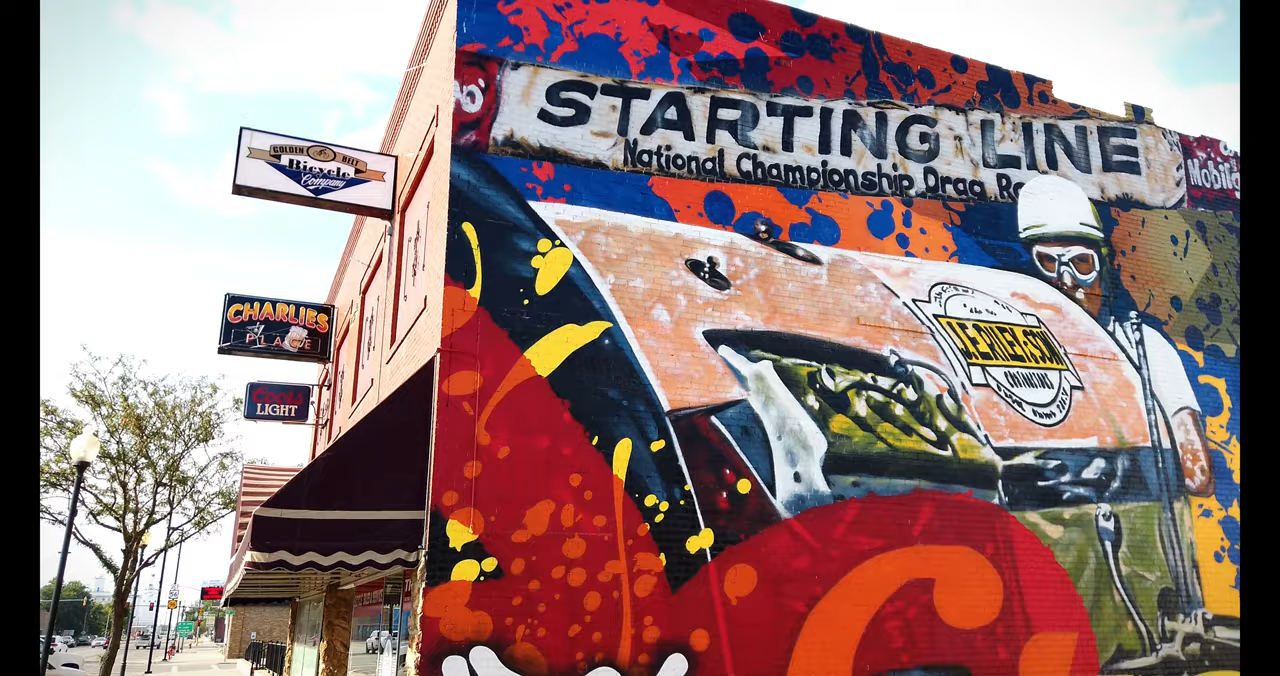 STARTING LINE
National Championship Drag
Mobil
GOLDEN BELT
Bicycle
Company
CHARLIES
PLACE
Coors
LIGHT